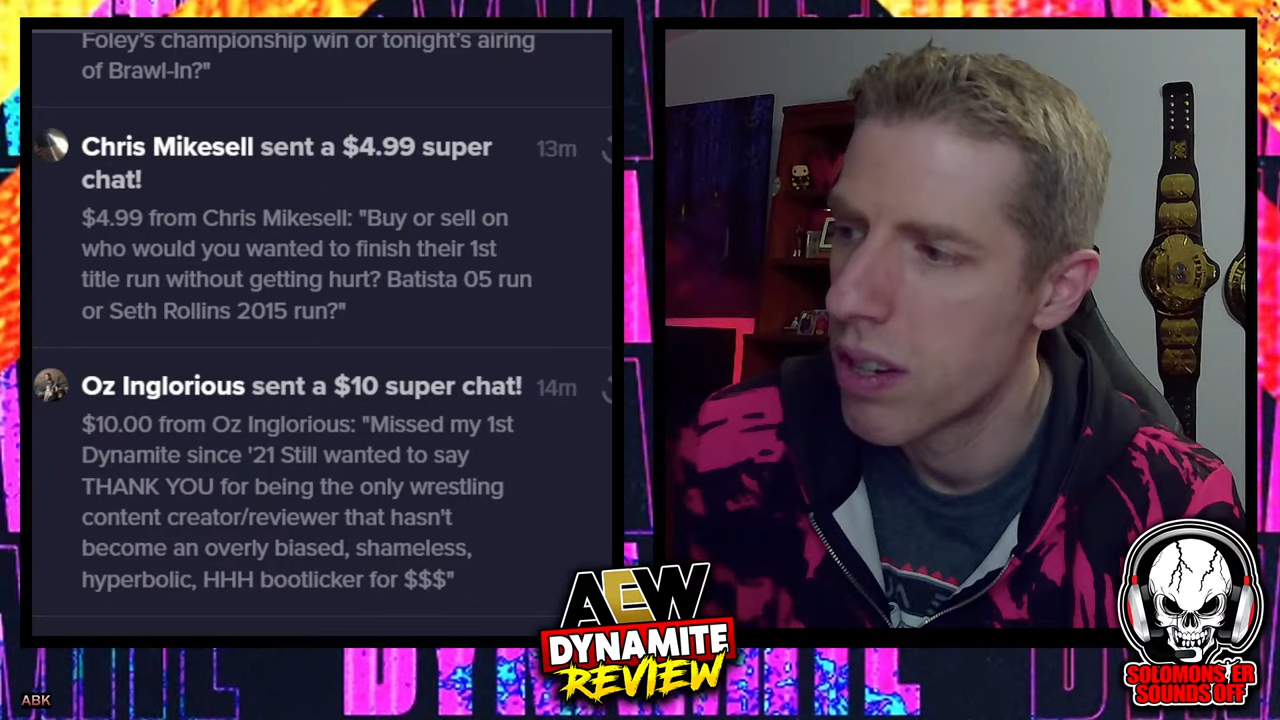 Foley's championship win or tonight's airing
of Brawl-In?"
Chris Mikesell sent a $4.99 super
chat!
13m
$4.99 from Chris Mikesell: "Buy or sell on
who would you wanted to finish their 1st
title run without getting hurt? Batista 05 run
or Seth Rollins 2015 run?"
Oz Inglorious sent a $10 super chat!
14m
$10.00 from Oz Inglorious: "Missed my 1st
Dynamite since '21 Still wanted to say
THANK YOU for being the only wrestling
content creator/reviewer that hasn't
become an overly biased, shameless,
hyperbolic, HHH bootlicker for $$$"
AEW
DYNAMITE
REVIEW
SOLOMONSTER
SOUNDS OFF
ABK